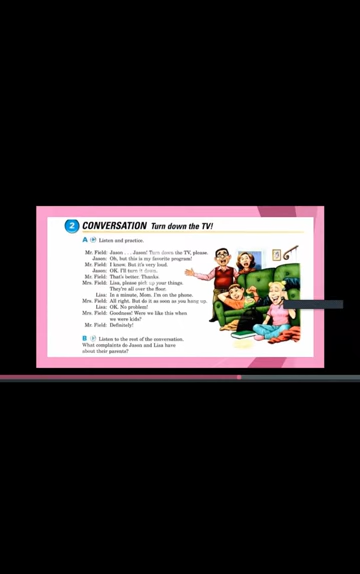 2 CONVERSATION Turn down the TV!
A Listen and practice.
Mr. Field: Jason . . . Jason! Turn down the TV, please.
Jason: Oh, but this is my favorite program!
Mr. Field: I know. But it's very loud.
Jason: OK. I'll turn it down.
Mr. Field: That's better. Thanks.
Mrs. Field: Lisa, please pick up your things.
They're all over the floor.
Lisa: In a minute, Mom. I'm on the phone.
Mrs. Field: All right. But do it as soon as you hang up.
Lisa: OK. No problem!
Mrs. Field: Goodness! Were we like this when
we were kids?
Mr. Field: Definitely!
B Listen to the rest of the conversation.
What complaints do Jason and Lisa have
about their parents?